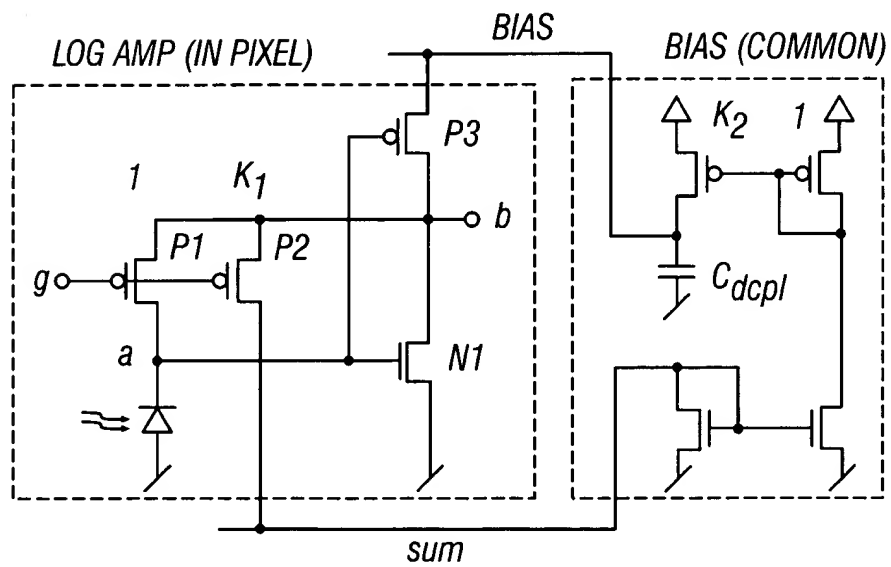 BIAS
LOG AMP (IN PIXEL)
BIAS (COMMON)
P3
K2
1
1
K1
b
P1
P2
g
Cdcpl
a
N1
sum